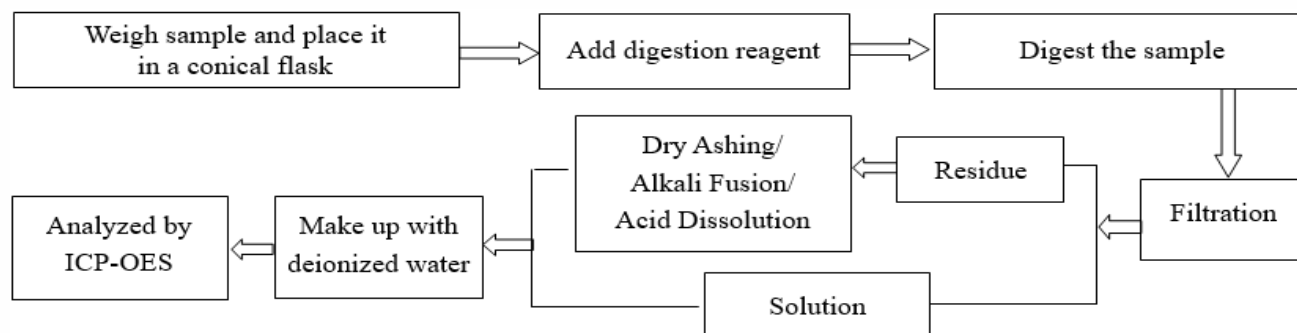 Weigh sample and place it
in a conical flask
Add digestion reagent
Digest the sample
Filtration
Residue
Dry Ashing/
Alkali Fusion/
Acid Dissolution
Solution
Make up with
deionized water
Analyzed by
ICP-OES